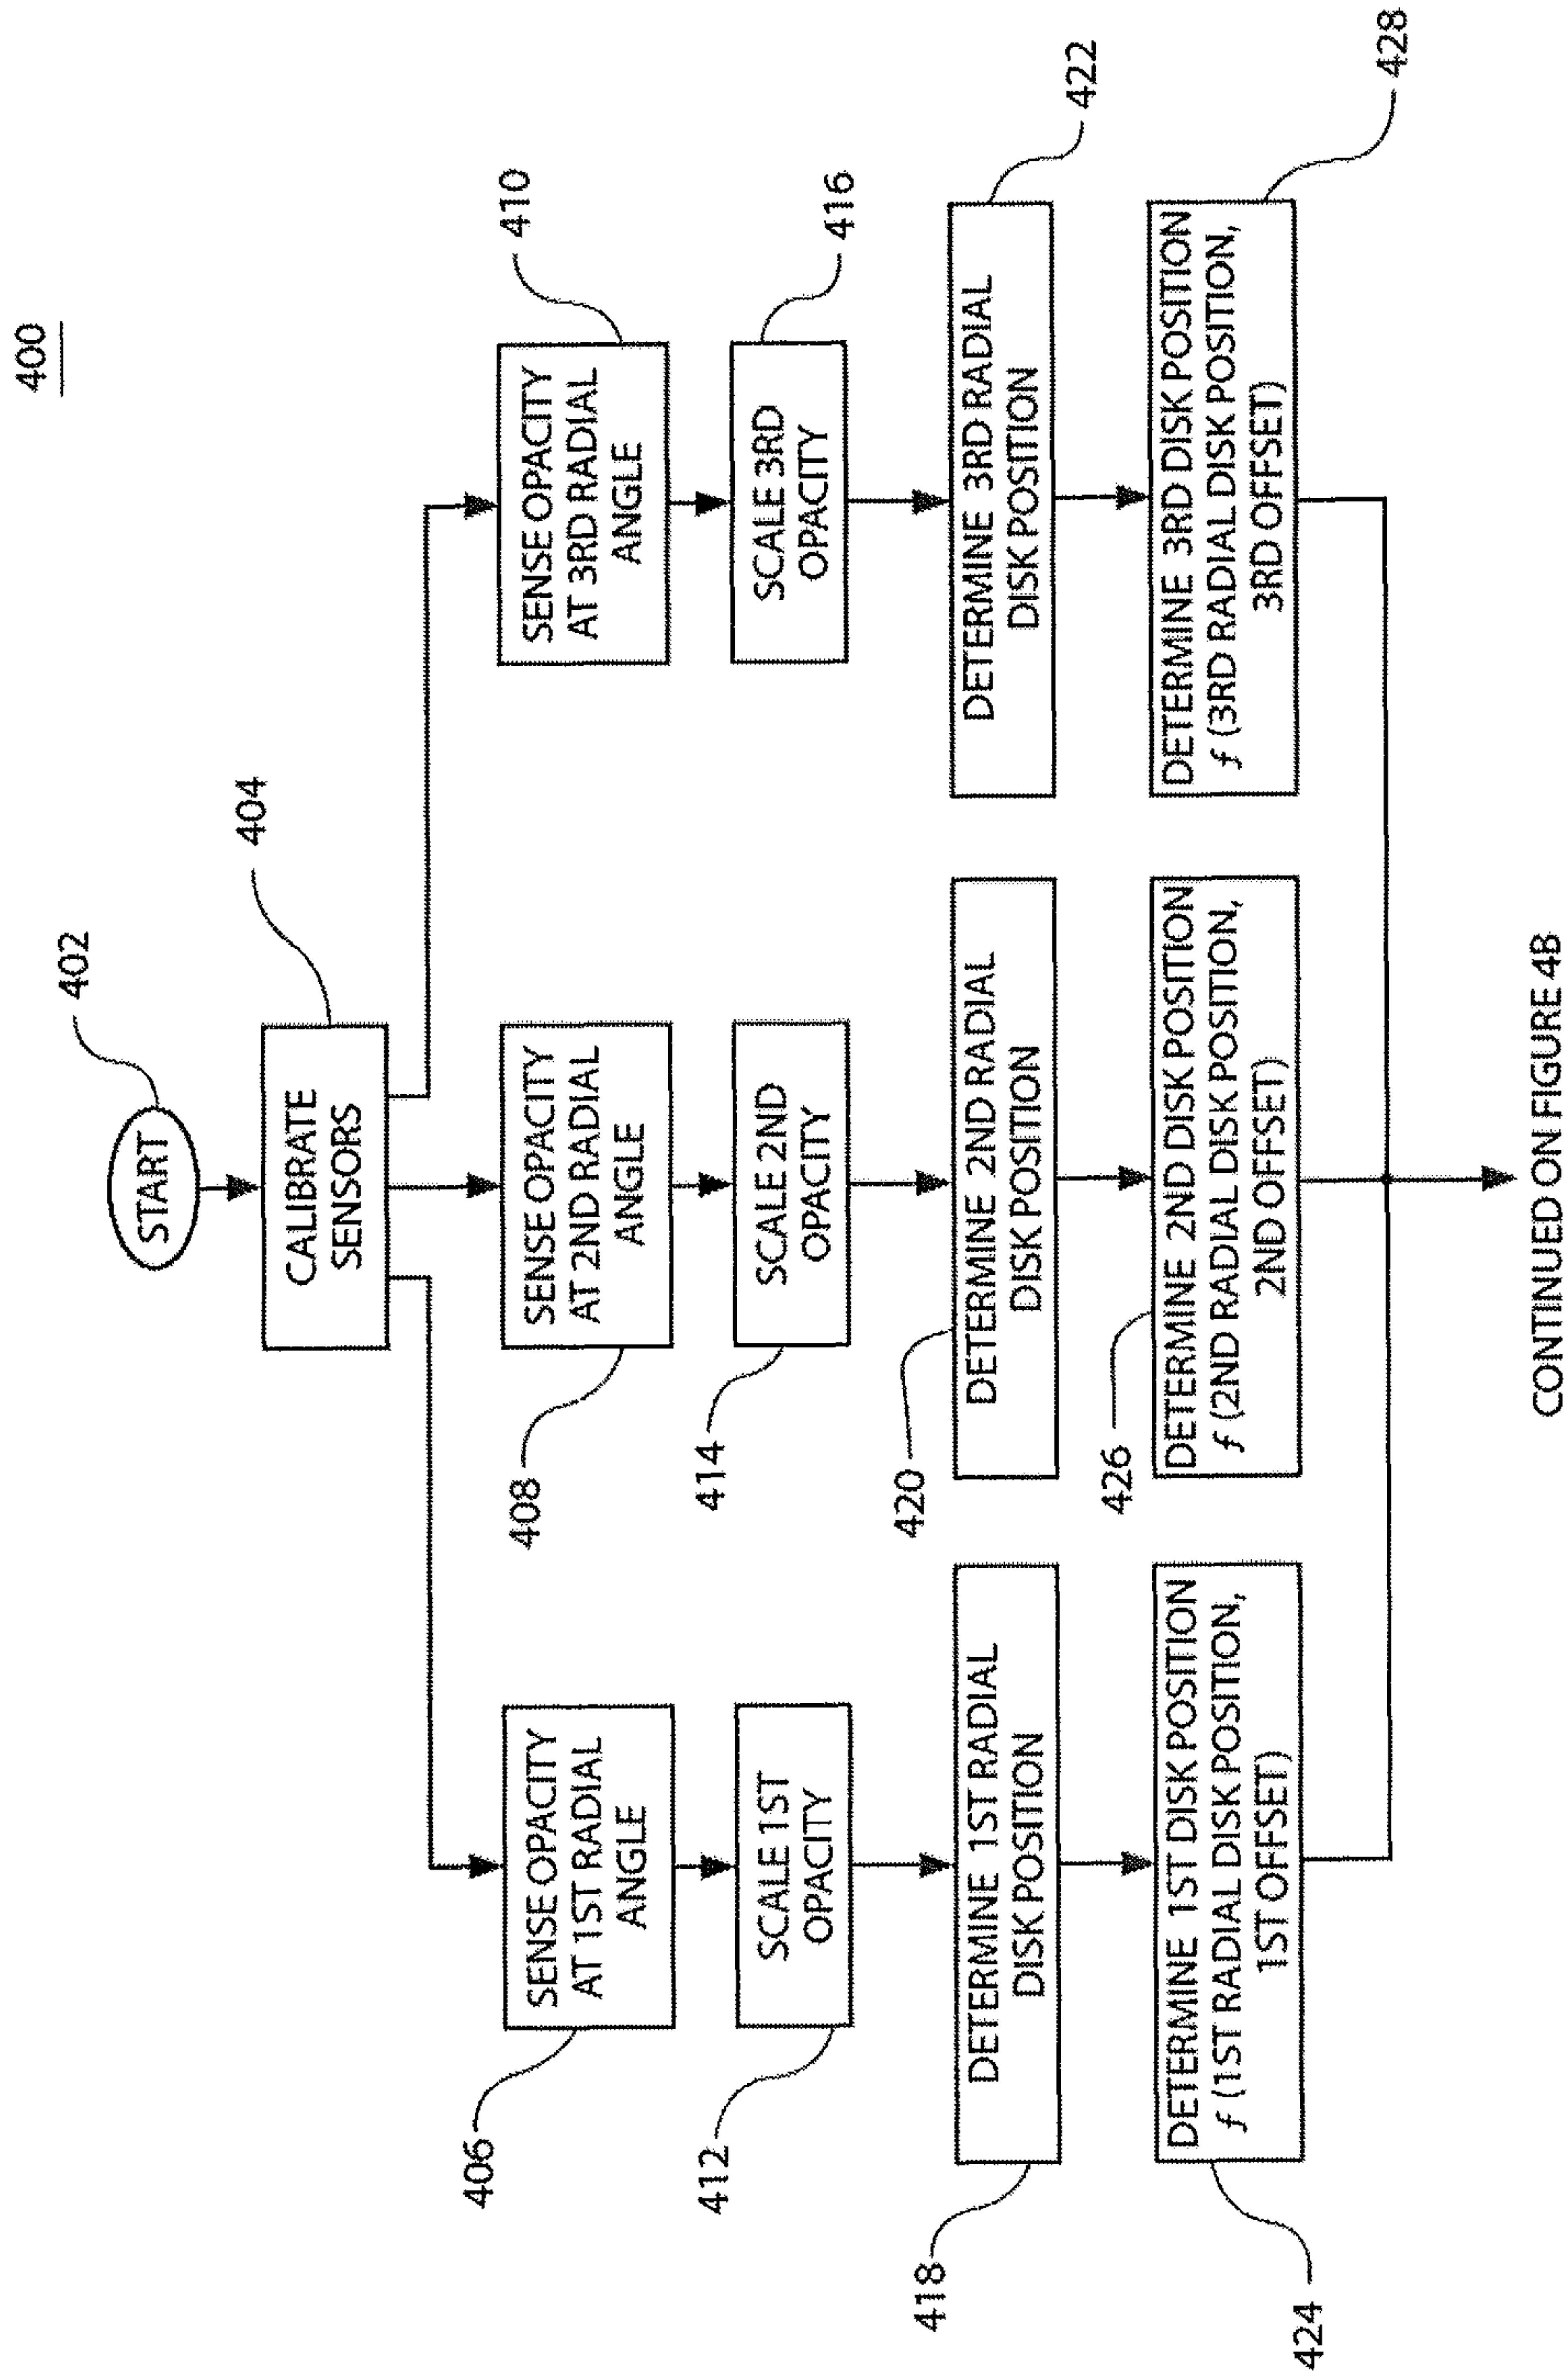 400
402
START
404
CALIBRATE
SENSORS
406
SENSE OPACITY
AT 1ST RADIAL
ANGLE
408
SENSE OPACITY
AT 2ND RADIAL
ANGLE
410
SENSE OPACITY
AT 3RD RADIAL
ANGLE
412
SCALE 1ST
OPACITY
414
SCALE 2ND
OPACITY
416
SCALE 3RD
OPACITY
418
DETERMINE 1ST RADIAL
DISK POSITION
420
DETERMINE 2ND RADIAL
DISK POSITION
422
DETERMINE 3RD RADIAL
DISK POSITION
424
DETERMINE 1ST DISK POSITION
ƒ (1ST RADIAL DISK POSITION,
1ST OFFSET)
426
DETERMINE 2ND DISK POSITION
ƒ (2ND RADIAL DISK POSITION,
2ND OFFSET)
428
DETERMINE 3RD DISK POSITION
ƒ (3RD RADIAL DISK POSITION,
3RD OFFSET)
CONTINUED ON FIGURE 4B